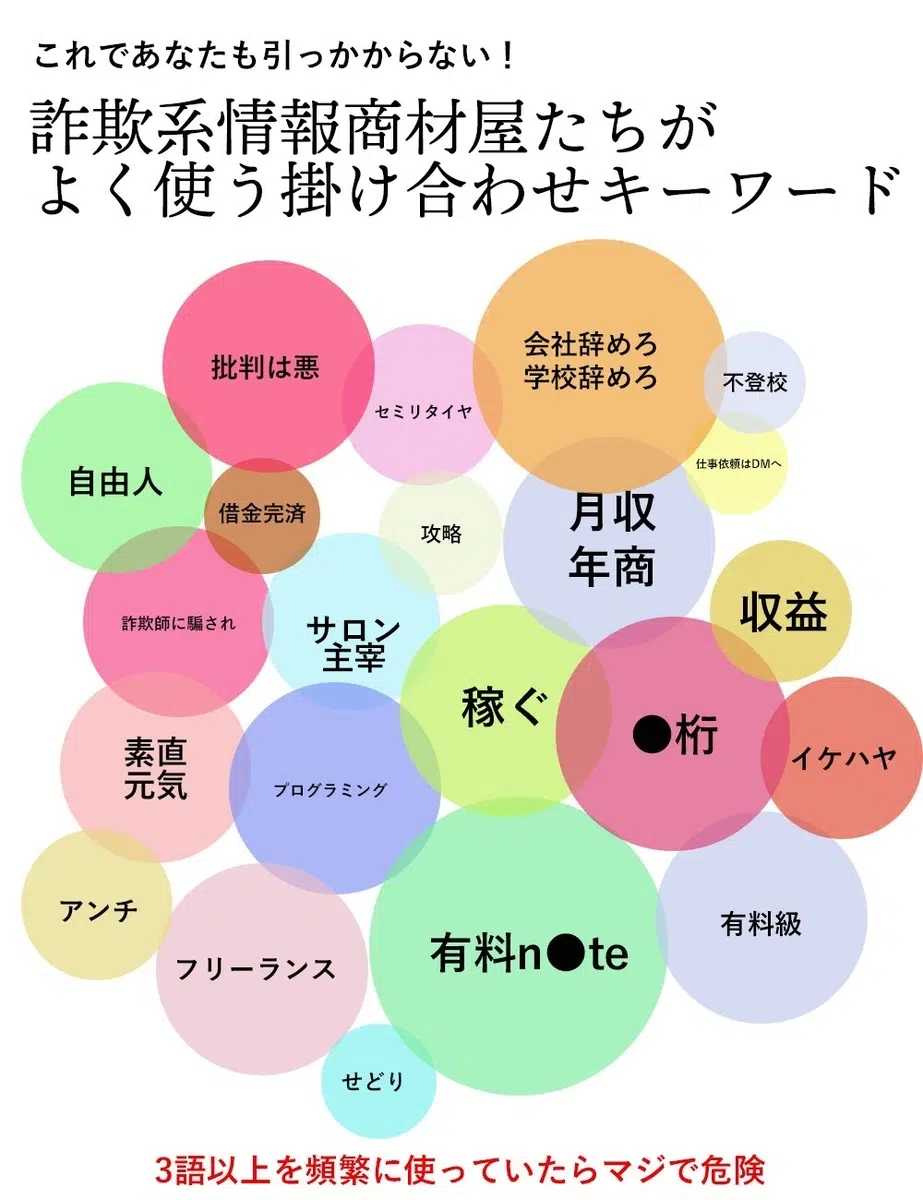 これであなたも引っかからない！
詐欺系情報商材屋たちが
よく使う掛け合わせキーワード
批判は悪
セミリタイヤ
会社辞めろ
学校辞めろ
不登校
仕事依頼はDMへ
自由人
借金完済
攻略
月収
年商
収益
詐欺師に騙され
サロン
主宰
稼ぐ
●桁
イケハヤ
素直
元気
プログラミング
アンチ
フリーランス
有料n●te
有料級
せどり
3語以上を頻繁に使っていたらマジで危険